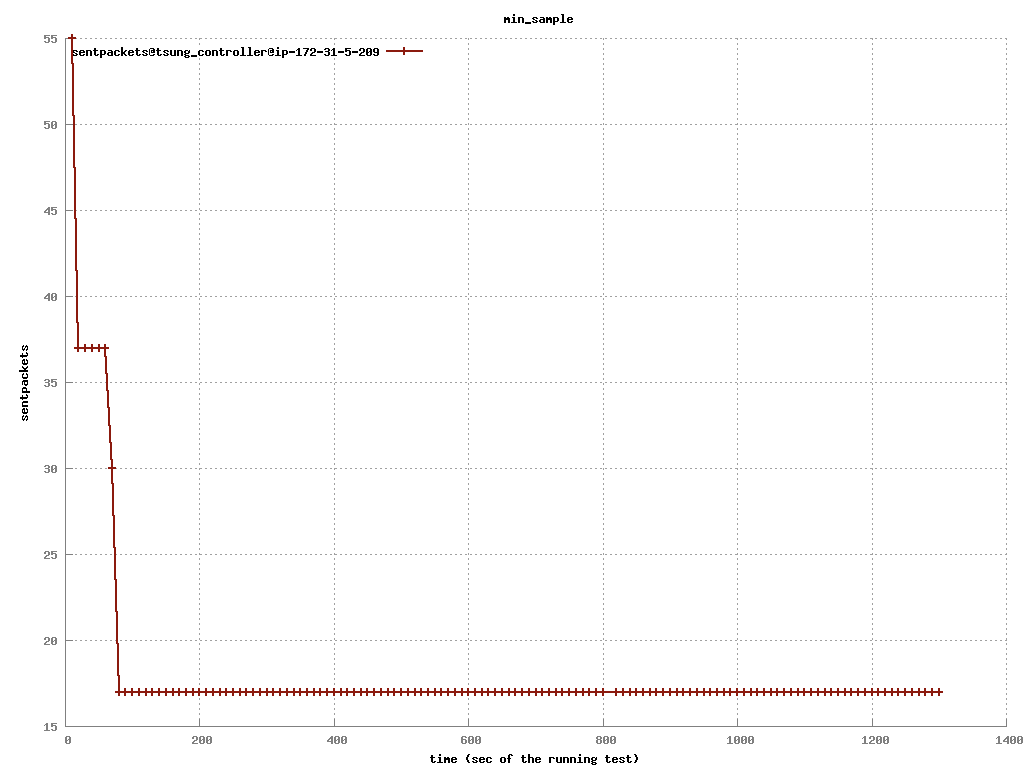 min_sample
sentpackets@tsung_controller@ip-172-31-5-209
55
50
45
40
35
30
25
20
15
sentpackets
0 200 400 600 800 1000 1200 1400
time (sec of the running test)